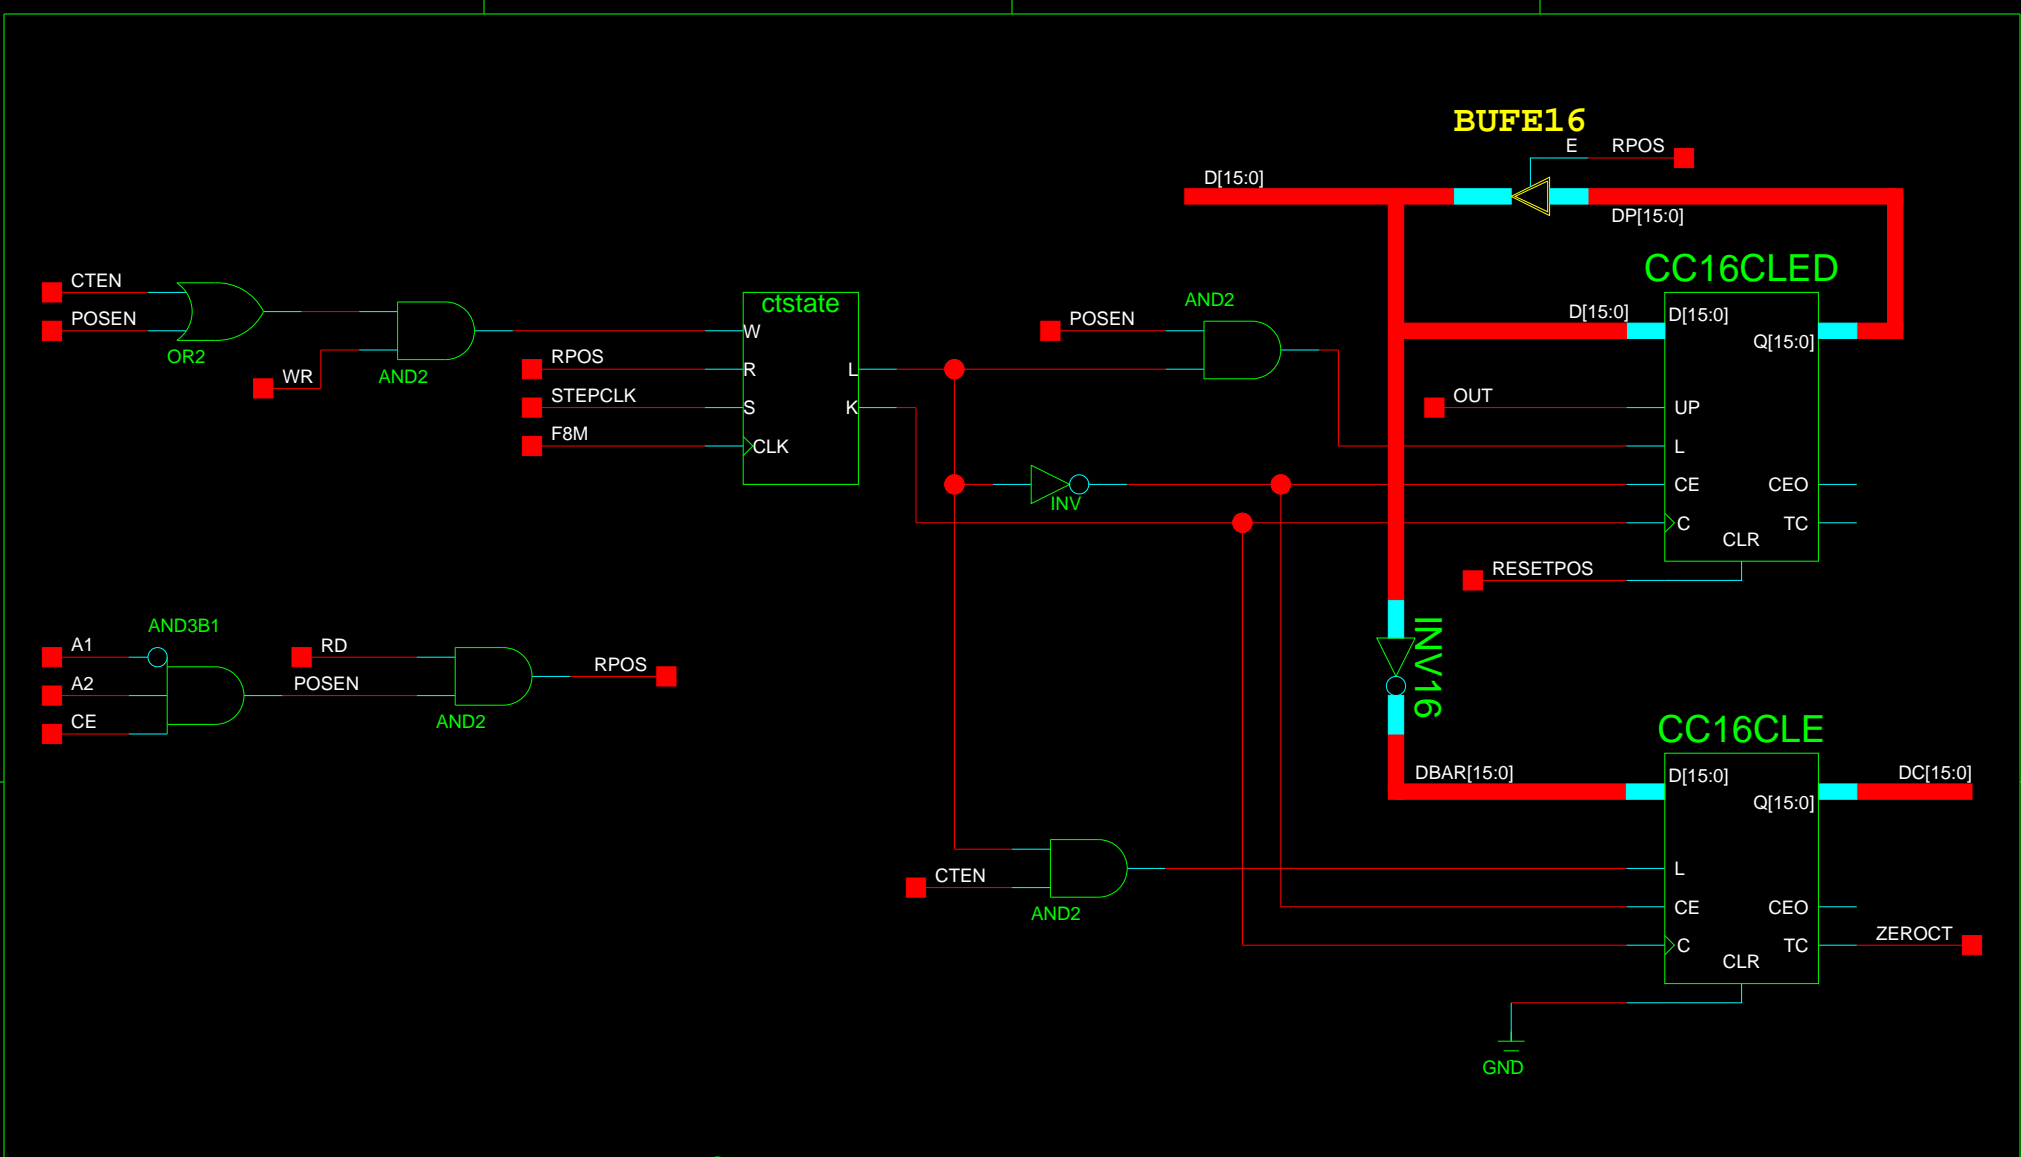 BUFE16
E
RPOS
D[15:0]
DP[15:0]
CC16CLED
CTEN
POSEN
OR2
WR
AND2
ctstate
W
R
S
CLK
L
K
RPOS
STEPCLK
F8M
AND2
POSEN
D[15:0]
D[15:0]
Q[15:0]
OUT
UP
L
CE
CEO
C
TC
CLR
INV
RESETPOS
AND3B1
A1
A2
CE
RD
POSEN
AND2
RPOS
INV16
CC16CLE
DBAR[15:0]
D[15:0]
Q[15:0]
DC[15:0]
CTEN
AND2
L
CE
CEO
C
TC
ZEROCT
CLR
GND